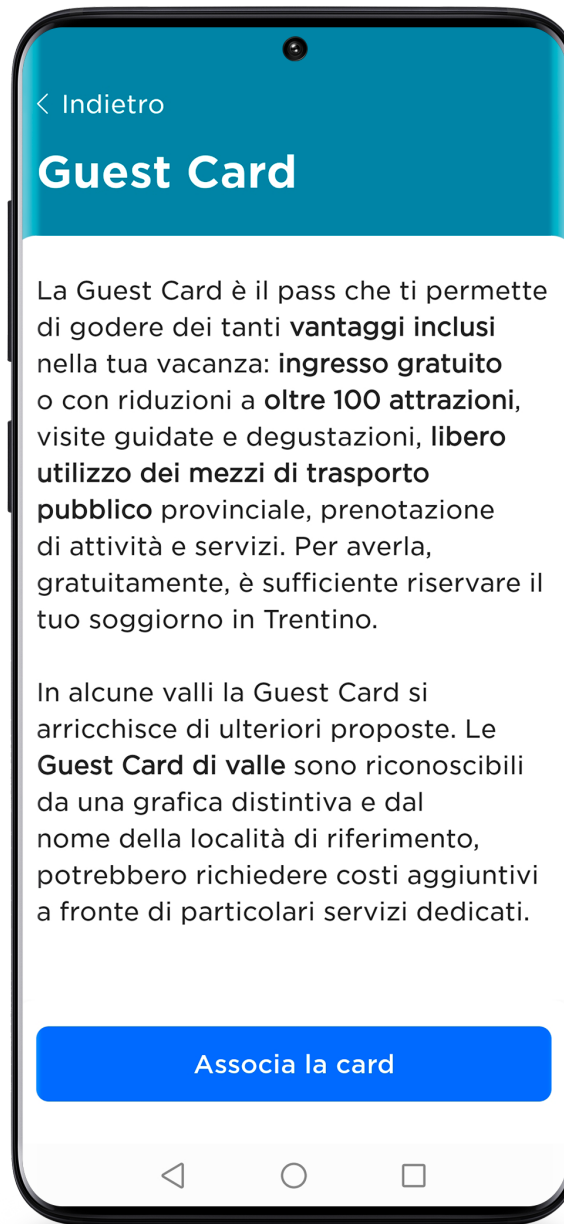 Indietro
Guest Card
La Guest Card è il pass che ti permette
di godere dei tanti vantaggi inclusi
nella tua vacanza: ingresso gratuito
o con riduzioni a oltre 100 attrazioni,
visite guidate e degustazioni, libero
utilizzo dei mezzi di trasporto
pubblico provinciale, prenotazione
di attività e servizi. Per averla,
gratuitamente, è sufficiente riservare il
tuo soggiorno in Trentino.
In alcune valli la Guest Card si
arricchisce di ulteriori proposte. Le
Guest Card di valle sono riconoscibili
da una grafica distintiva e dal
nome della località di riferimento,
potrebbero richiedere costi aggiuntivi
a fronte di particolari servizi dedicati.
Associa la card